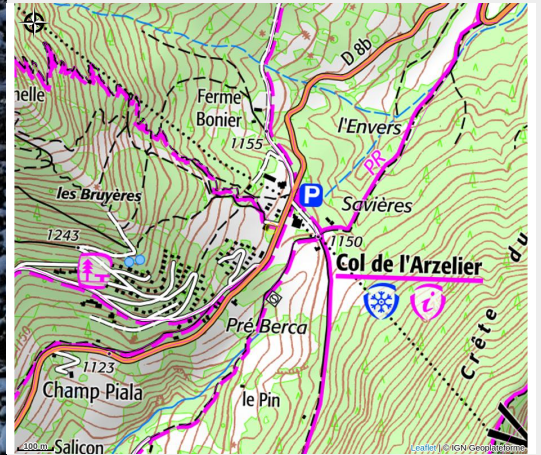 D 8b
nelle
Ferme
Bonier
l'Envers
1155
PR
P
les Bruyères
Savières
1243
1150
Col de l'Arzelier
du
Crête
Pré Berca
1123
Champ Piala
le Pin
Salicon
100 m
Leaflet | © IGN Geoplateforme